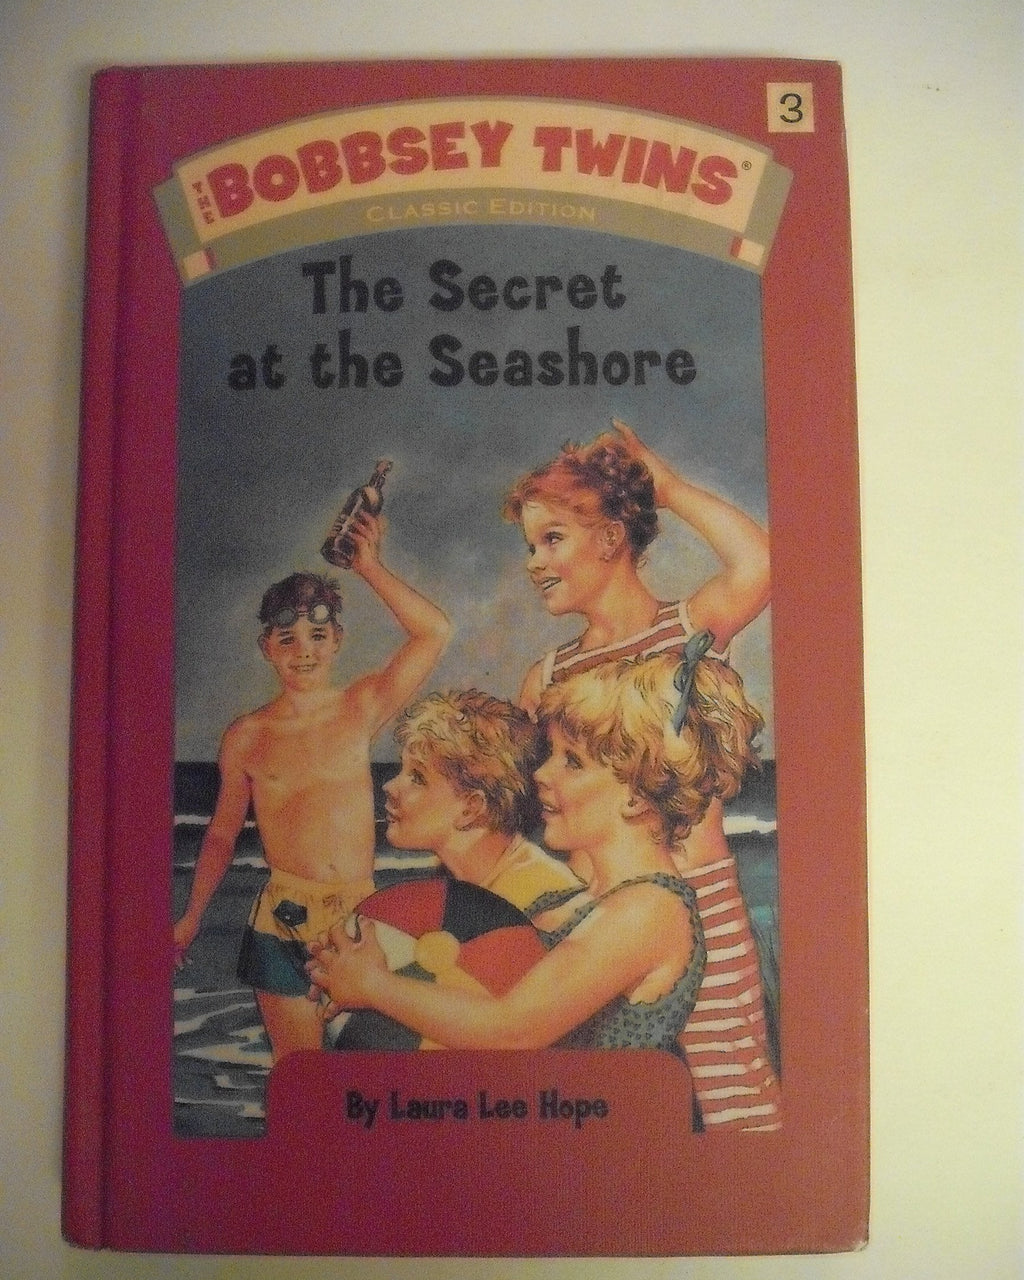 3
THE BOBBSEY TWINS®
CLASSIC EDITION
The Secret
at the Seashore
By Laura Lee Hope